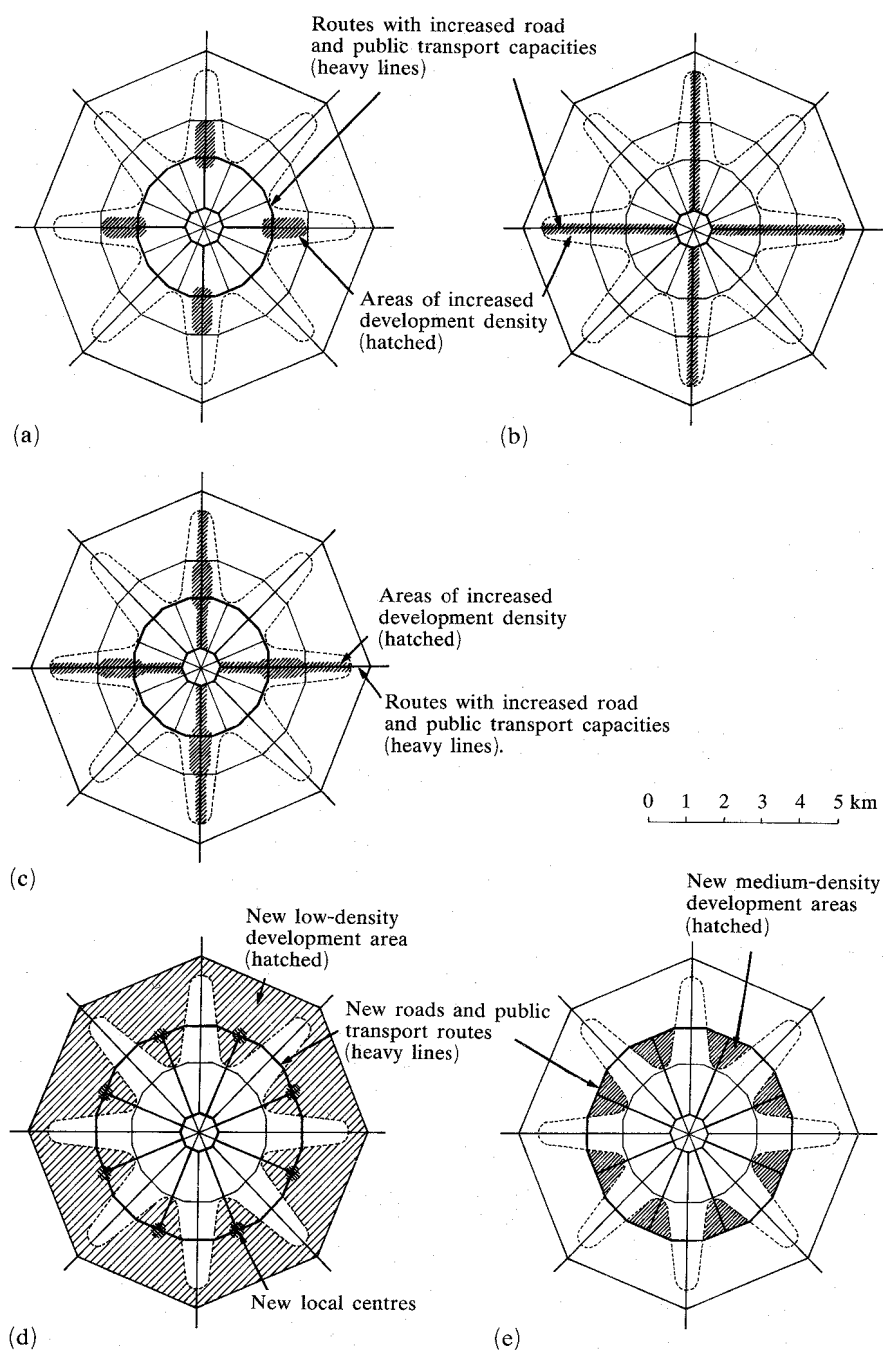 Routes with increased road
and public transport capacities
(heavy lines)
Areas of increased
development density
(hatched)
(a)
(b)
Areas of increased
development density
(hatched)
Routes with increased road
and public transport capacities
(heavy lines).
0 1 2 3 4 5 km
(c)
New low-density
development area
(hatched)
New roads and public
transport routes
(heavy lines)
New local centres
New medium-density
development areas
(hatched)
(d)
(e)